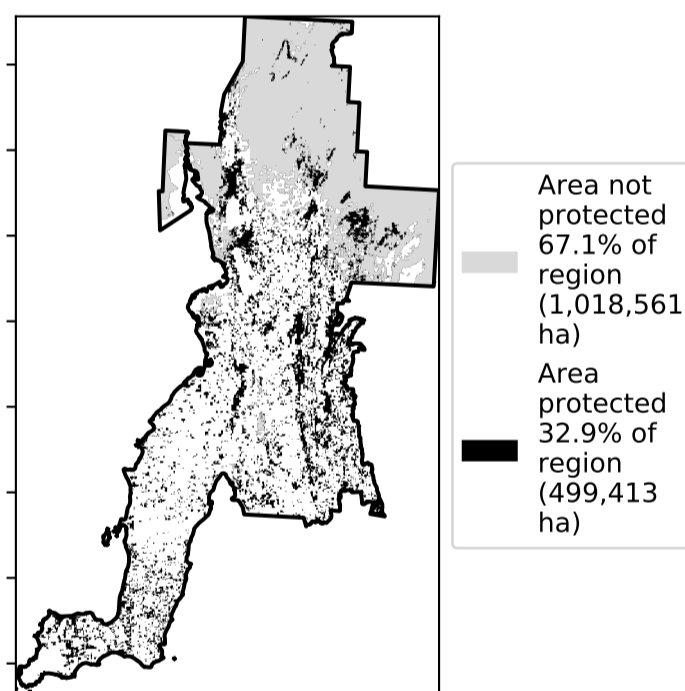 Area not
protected
67.1% of
region
(1,018,561
ha)
Area
protected
32.9% of
region
(499,413
ha)